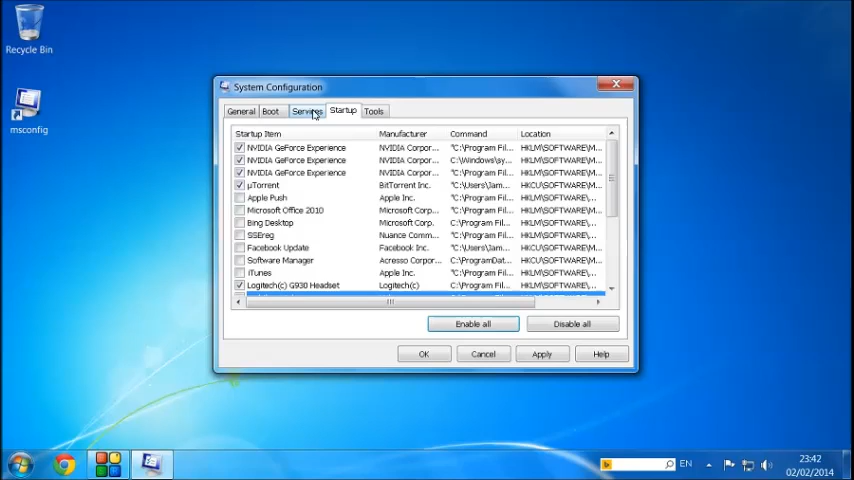 Recycle Bin
msconfig
System Configuration
General Boot Services Startup Tools
Startup Item Manufacturer Command Location
NVIDIA GeForce Experience NVIDIA Corpor... "C:\Program Fil... HKLM\SOFTWARE\M...
NVIDIA GeForce Experience NVIDIA Corpor... C:\Windows\sy... HKLM\SOFTWARE\M...
NVIDIA GeForce Experience NVIDIA Corpor... "C:\Program Fil... HKLM\SOFTWARE\M...
µTorrent BitTorrent Inc. "C:\Users\Jam... HKCU\SOFTWARE\M...
Apple Push Apple Inc. "C:\Program Fil... HKLM\SOFTWARE\...
Microsoft Office 2010 Microsoft Corp... "C:\Program Fil... HKLM\SOFTWARE\...
Bing Desktop Microsoft Corp... "C:\Program Fil... HKLM\SOFTWARE\...
SSEreg Nuance Comm... "C:\Program Fil... HKLM\SOFTWARE\...
Facebook Update Facebook Inc. "C:\Users\Jam... HKCU\SOFTWARE\M...
Software Manager Acresso Corpor... "C:\ProgramDat... HKCU\SOFTWARE\M...
iTunes Apple Inc. "C:\Program Fil... HKLM\SOFTWARE\...
Logitech(c) G930 Headset Logitech(c) C:\Program Fil... HKLM\SOFTWARE\...
Enable all Disable all
OK Cancel Apply Help
EN 23:42
02/02/2014